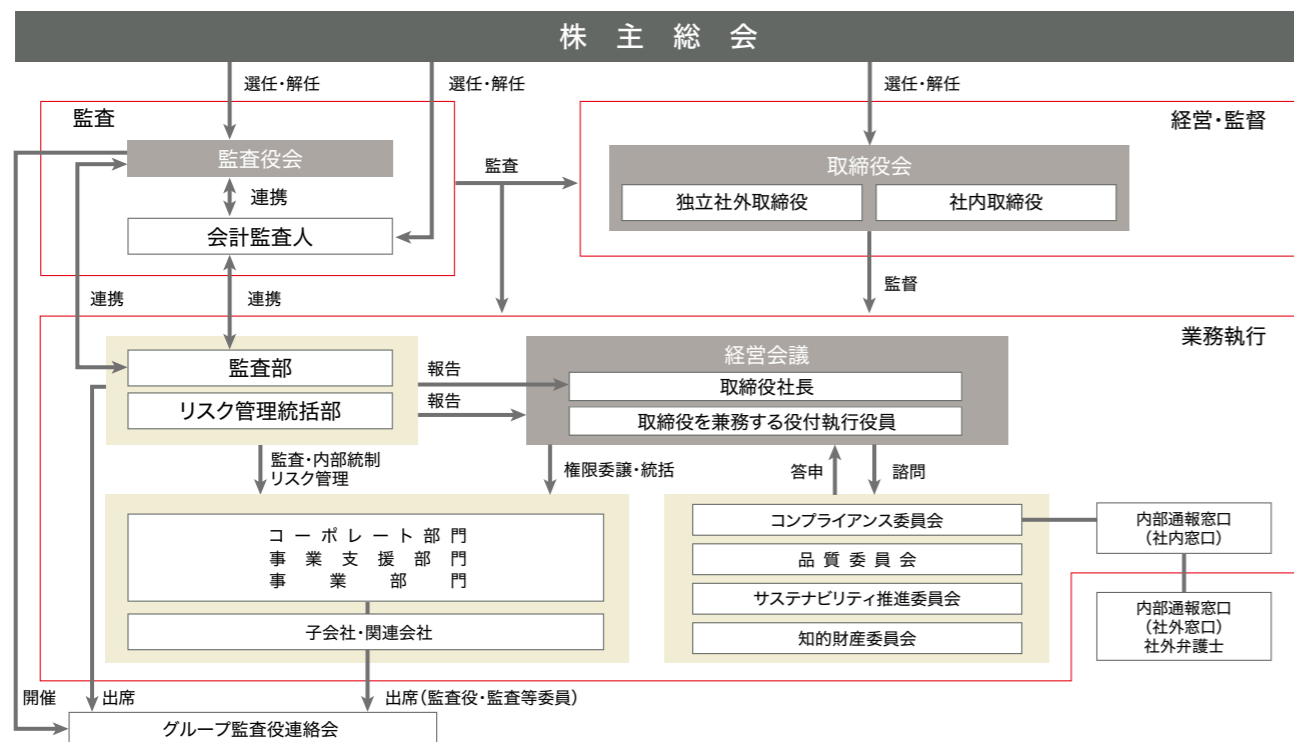 株主総会
選任・解任
選任・解任
選任・解任
監査
経営・監督
監査役会
連携
会計監査人
監査
取締役会
独立社外取締役
社内取締役
連携
連携
監督
業務執行
監査部
リスク管理統括部
報告
報告
経営会議
取締役社長
取締役を兼務する役付執行役員
監査・内部統制
リスク管理
権限委譲・統括
答申
諮問
コーポレート部門
事業支援部門
事業部門
子会社・関連会社
コンプライアンス委員会
品質委員会
サステナビリティ推進委員会
知的財産委員会
内部通報窓口
（社内窓口）
内部通報窓口
（社外窓口）
社外弁護士
開催
出席
出席（監査役・監査等委員）
グループ監査役連絡会